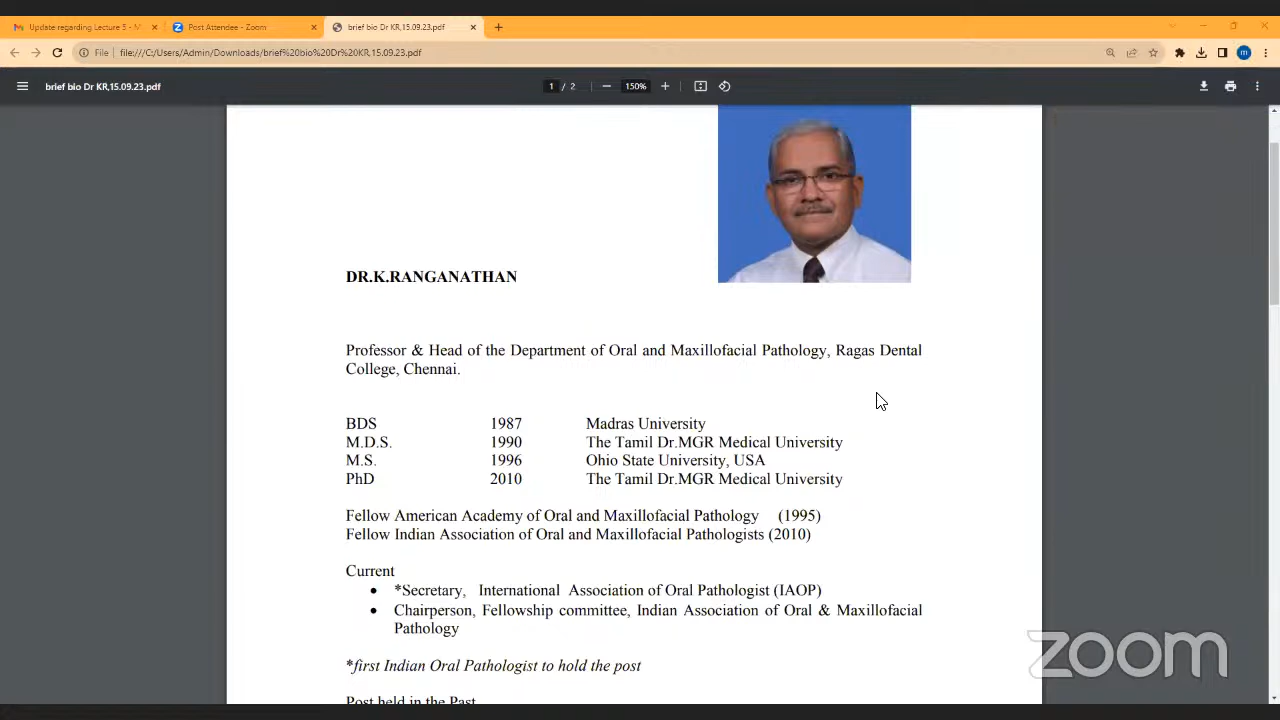 Update regarding Lecture 5 - M
Post Attendee - Zoom
brief bio Dr KR,15.09.23.pdf
File file:///C:/Users/Admin/Downloads/brief%20bio%20Dr%20KR,15.09.23.pdf
m
brief bio Dr KR,15.09.23.pdf
1 / 2
150%
DR.K.RANGANATHAN
Professor & Head of the Department of Oral and Maxillofacial Pathology, Ragas Dental
College, Chennai.
BDS 1987 Madras University
M.D.S. 1990 The Tamil Dr.MGR Medical University
M.S. 1996 Ohio State University, USA
PhD 2010 The Tamil Dr.MGR Medical University
Fellow American Academy of Oral and Maxillofacial Pathology (1995)
Fellow Indian Association of Oral and Maxillofacial Pathologists (2010)
Current
• *Secretary, International Association of Oral Pathologist (IAOP)
• Chairperson, Fellowship committee, Indian Association of Oral & Maxillofacial
Pathology
*first Indian Oral Pathologist to hold the post
Post held in the Past
zoom